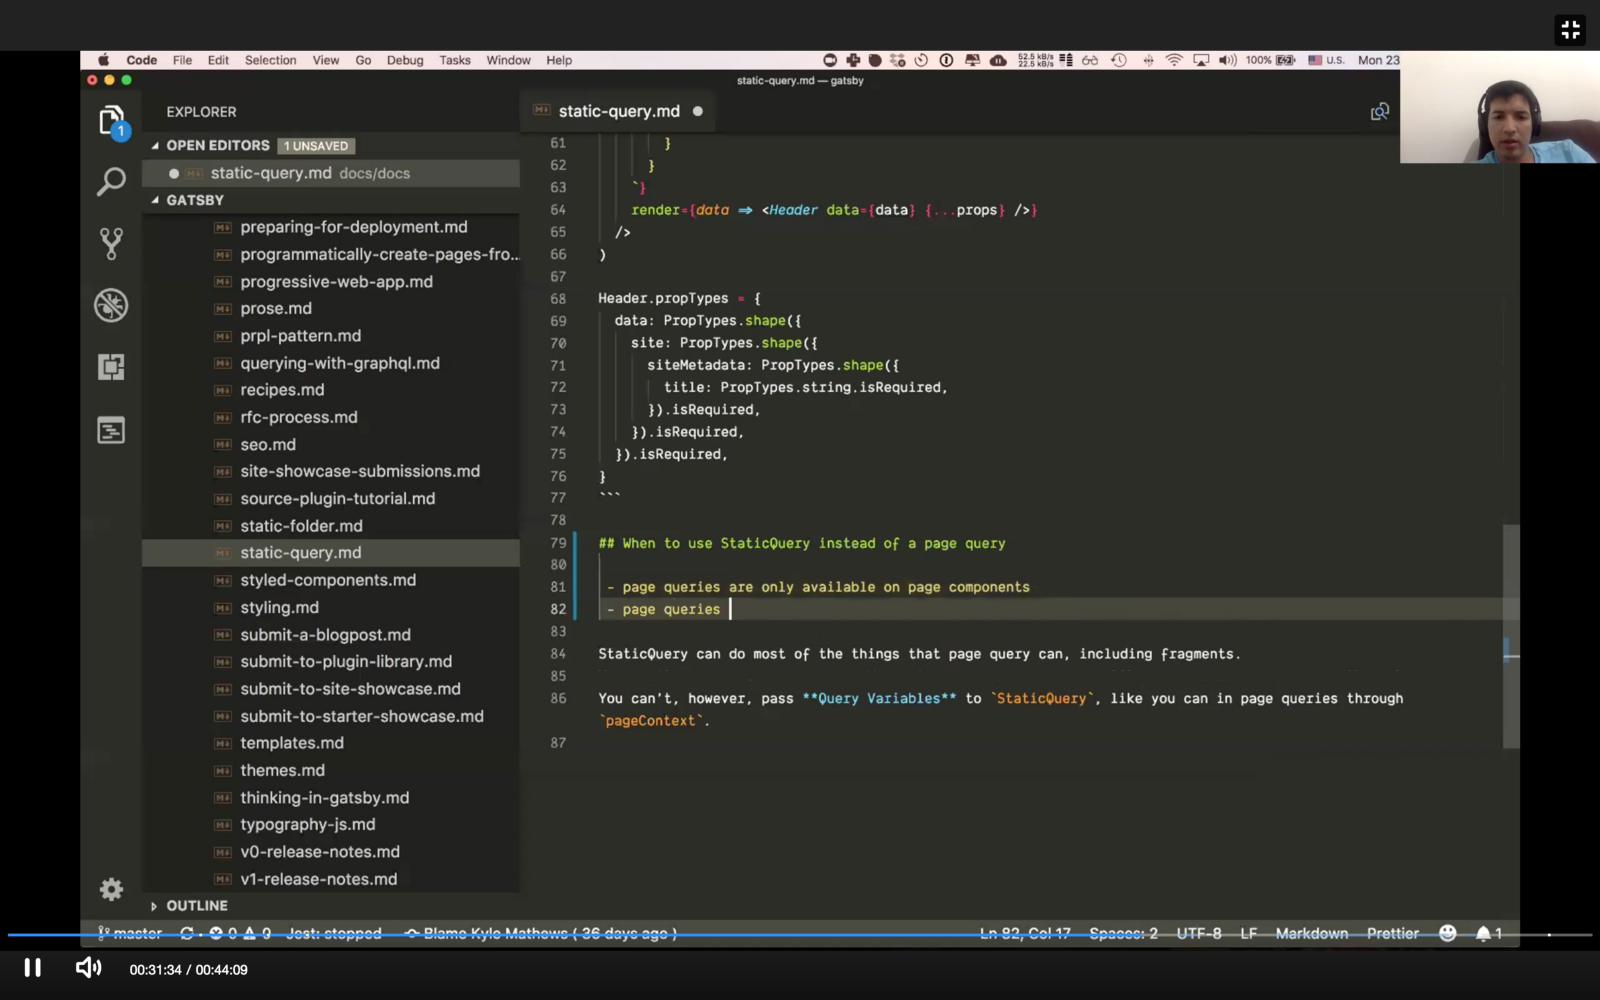 Code File Edit Selection View Go Debug Tasks Window Help
52.5 kB/s
22.5 kB/s
100% U.S. Mon 23
static-query.md — gatsby
EXPLORER
OPEN EDITORS 1 UNSAVED
static-query.md docs/docs
GATSBY
preparing-for-deployment.md
programmatically-create-pages-fro...
progressive-web-app.md
prose.md
prpl-pattern.md
querying-with-graphql.md
recipes.md
rfc-process.md
seo.md
site-showcase-submissions.md
source-plugin-tutorial.md
static-folder.md
static-query.md
styled-components.md
styling.md
submit-a-blogpost.md
submit-to-plugin-library.md
submit-to-site-showcase.md
submit-to-starter-showcase.md
templates.md
themes.md
thinking-in-gatsby.md
typography-js.md
v0-release-notes.md
v1-release-notes.md
OUTLINE
1
static-query.md
61 }
62 }
63 `}
64 render={data => <Header data={data} {...props} />}
65 />
66 )
67
68 Header.propTypes = {
69 data: PropTypes.shape({
70 site: PropTypes.shape({
71 siteMetadata: PropTypes.shape({
72 title: PropTypes.string.isRequired,
73 }).isRequired,
74 }).isRequired,
75 }).isRequired,
76 }
77 ```
78
79 ## When to use StaticQuery instead of a page query
80
81 - page queries are only available on page components
82 - page queries
83
84 StaticQuery can do most of the things that page query can, including fragments.
85
86 You can't, however, pass **Query Variables** to `StaticQuery`, like you can in page queries through
`pageContext`.
87
master 0 0 Jest: stopped Blame Kyle Mathews ( 36 days ago ) Ln 82, Col 17 Spaces: 2 UTF-8 LF Markdown Prettier 1
00:31:34 / 00:44:09